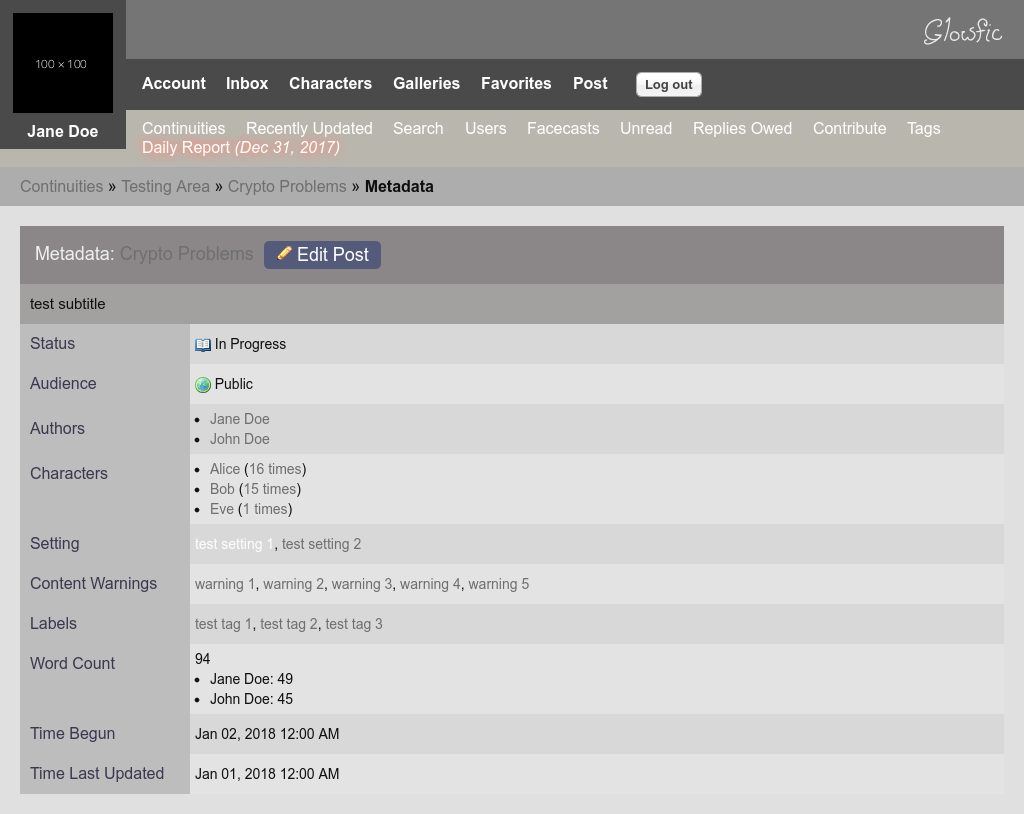 100 × 100
Jane Doe
Glowfic
Account Inbox Characters Galleries Favorites Post Log out
Continuities Recently Updated Search Users Facecasts Unread Replies Owed Contribute Tags
Daily Report (Dec 31, 2017)
Continuities » Testing Area » Crypto Problems » Metadata
Metadata: Crypto Problems Edit Post
test subtitle
Status In Progress
Audience Public
Authors
• Jane Doe
• John Doe
Characters
• Alice (16 times)
• Bob (15 times)
• Eve (1 times)
Setting test setting 1, test setting 2
Content Warnings warning 1, warning 2, warning 3, warning 4, warning 5
Labels test tag 1, test tag 2, test tag 3
Word Count 94
• Jane Doe: 49
• John Doe: 45
Time Begun Jan 02, 2018 12:00 AM
Time Last Updated Jan 01, 2018 12:00 AM